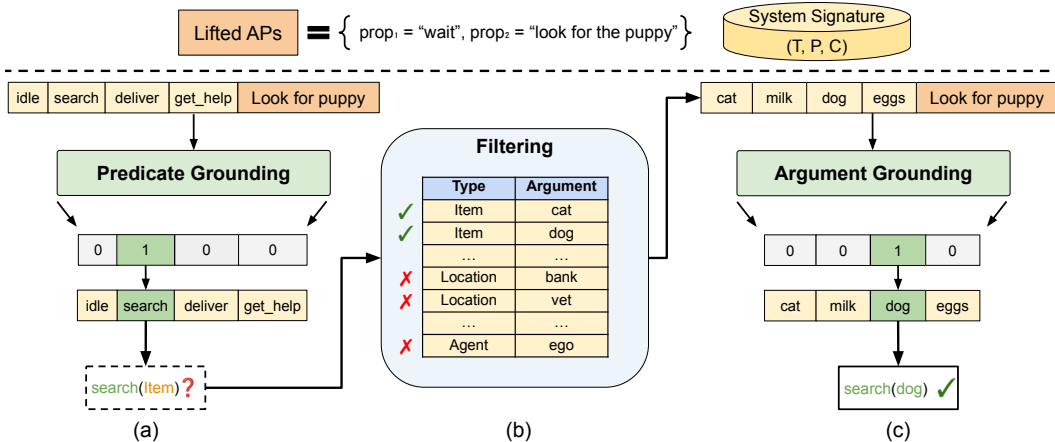 Lifted APs = { prop₁ = “wait”, prop₂ = “look for the puppy”}
System Signature
(T, P, C)
idle search deliver get_help Look for puppy
Predicate Grounding
0 1 0 0
idle search deliver get_help
search(Item)❓
(a)
Filtering
Type Argument
✓ Item cat
✓ Item dog
... ...
✗ Location bank
✗ Location vet
... ...
✗ Agent ego
(b)
cat milk dog eggs Look for puppy
Argument Grounding
0 0 1 0
cat milk dog eggs
search(dog) ✓
(c)